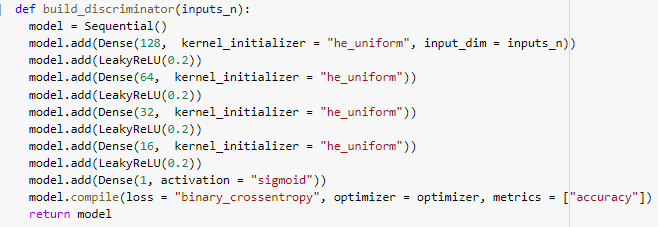 def build_discriminator(inputs_n):
  model = Sequential()
  model.add(Dense(128,  kernel_initializer = "he_uniform", input_dim = inputs_n))
  model.add(LeakyReLU(0.2))
  model.add(Dense(64,  kernel_initializer = "he_uniform"))
  model.add(LeakyReLU(0.2))
  model.add(Dense(32,  kernel_initializer = "he_uniform"))
  model.add(LeakyReLU(0.2))
  model.add(Dense(16,  kernel_initializer = "he_uniform"))
  model.add(LeakyReLU(0.2))
  model.add(Dense(1, activation = "sigmoid"))
  model.compile(loss = "binary_crossentropy", optimizer = optimizer, metrics = ["accuracy"])
  return model